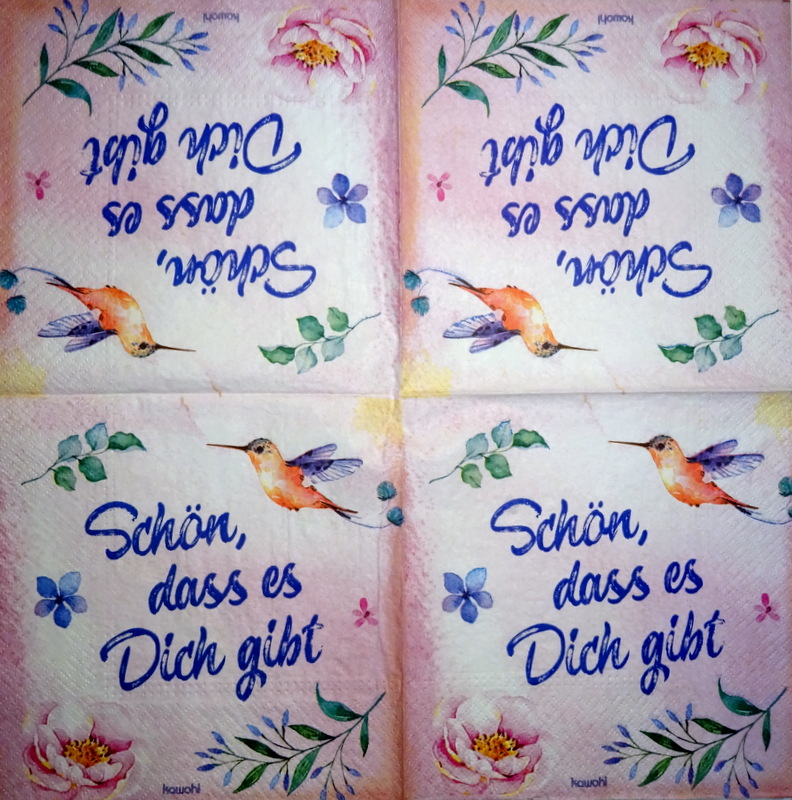 kawohl
kawohl
Schön,
dass es
Dich gibt
Schön,
dass es
Dich gibt
Schön,
dass es
Dich gibt
kawohl
Schön,
dass es
Dich gibt
kawohl